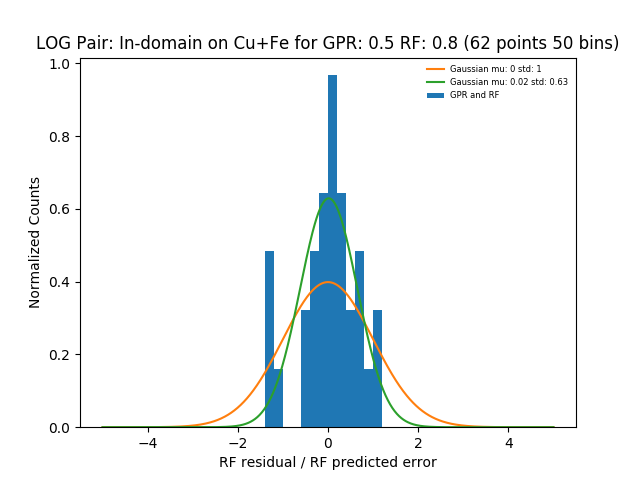 LOG Pair: In-domain on Cu+Fe for GPR: 0.5 RF: 0.8 (62 points 50 bins)
Gaussian mu: 0 std: 1
Gaussian mu: 0.02 std: 0.63
GPR and RF
Normalized Counts
1.0
0.8
0.6
0.4
0.2
0.0
−4 −2 0 2 4
RF residual / RF predicted error